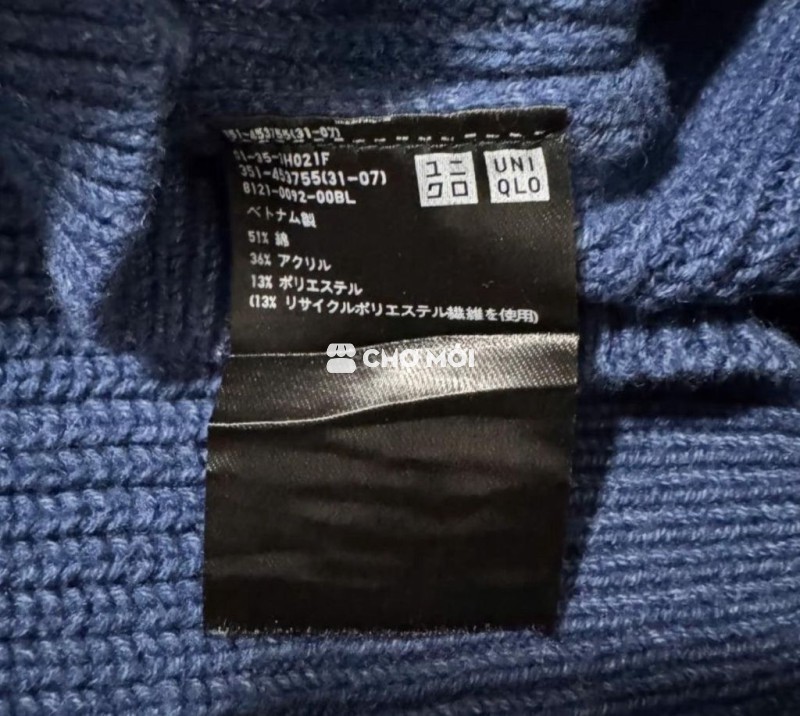 351-453755(31-07)
01-35-1H021F
351-453755(31-07)
8121-0092-00BL
ユニ
クロ
UNI
QLO
ベトナム製
51% 綿
36% アクリル
13% ポリエステル
(13% リサイクルポリエステル繊維を使用)
CHỢ MỚI